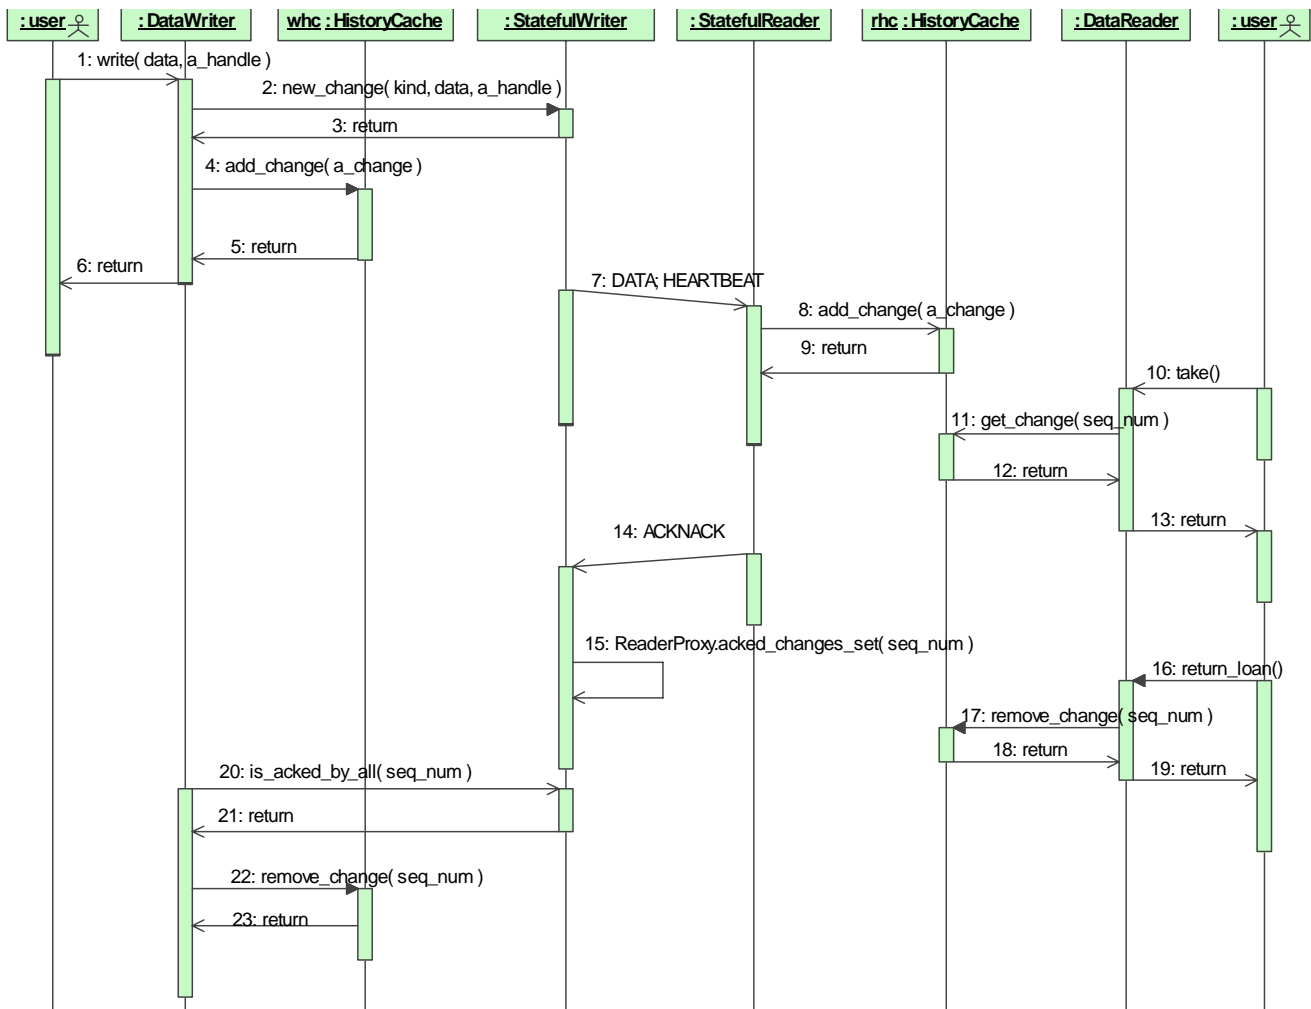 : user
: DataWriter
whc : HistoryCache
: StatefulWriter
: StatefulReader
rhc : HistoryCache
: DataReader
: user
1: write( data, a_handle )
2: new_change( kind, data, a_handle )
3: return
4: add_change( a_change )
5: return
6: return
7: DATA; HEARTBEAT
8: add_change( a_change )
9: return
10: take()
11: get_change( seq_num )
12: return
13: return
14: ACKNACK
15: ReaderProxy.acked_changes_set( seq_num )
16: return_loan()
17: remove_change( seq_num )
18: return
19: return
20: is_acked_by_all( seq_num )
21: return
22: remove_change( seq_num )
23: return